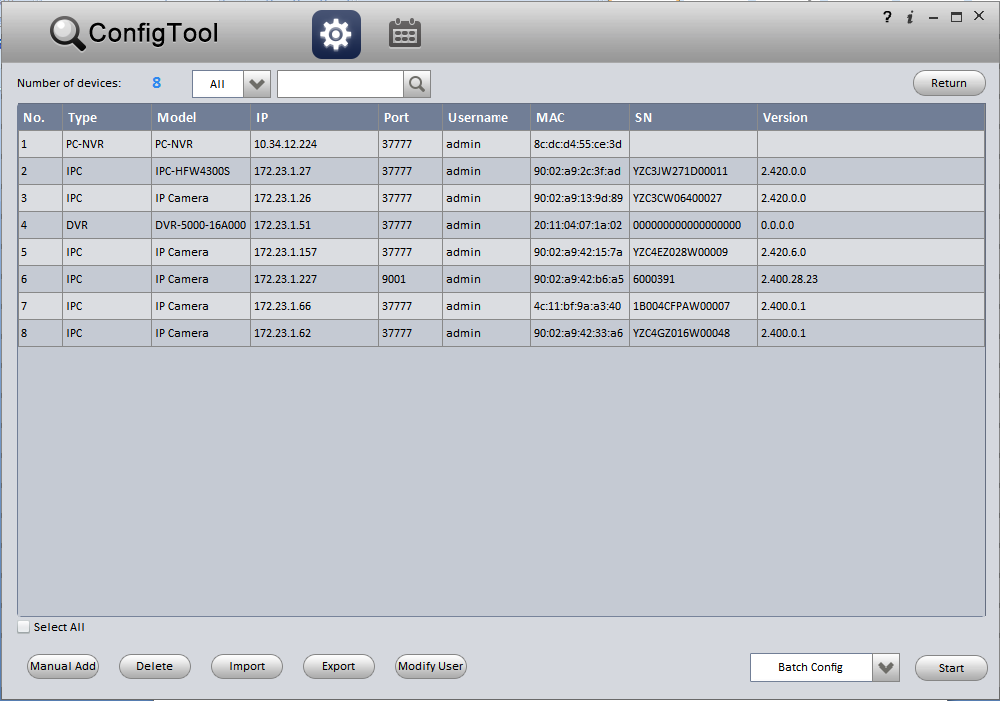 ConfigTool
? i
Number of devices: 8 All Return
No. Type Model IP Port Username MAC SN Version
1 PC-NVR PC-NVR 10.34.12.224 37777 admin 8c:dc:d4:55:ce:3d
2 IPC IPC-HFW4300S 172.23.1.27 37777 admin 90:02:a9:2c:3f:ad YZC3JW271D00011 2.420.0.0
3 IPC IP Camera 172.23.1.26 37777 admin 90:02:a9:13:9d:89 YZC3CW06400027 2.420.0.0
4 DVR DVR-5000-16A000 172.23.1.51 37777 admin 20:11:04:07:1a:02 000000000000000000 0.0.0.0
5 IPC IP Camera 172.23.1.157 37777 admin 90:02:a9:42:15:7a YZC4EZ028W00009 2.420.6.0
6 IPC IP Camera 172.23.1.227 9001 admin 90:02:a9:42:b6:a5 6000391 2.400.28.23
7 IPC IP Camera 172.23.1.66 37777 admin 4c:11:bf:9a:a3:40 1B004CFPAW00007 2.400.0.1
8 IPC IP Camera 172.23.1.62 37777 admin 90:02:a9:42:33:a6 YZC4GZ016W00048 2.400.0.1
Select All
Manual Add Delete Import Export Modify User Batch Config Start